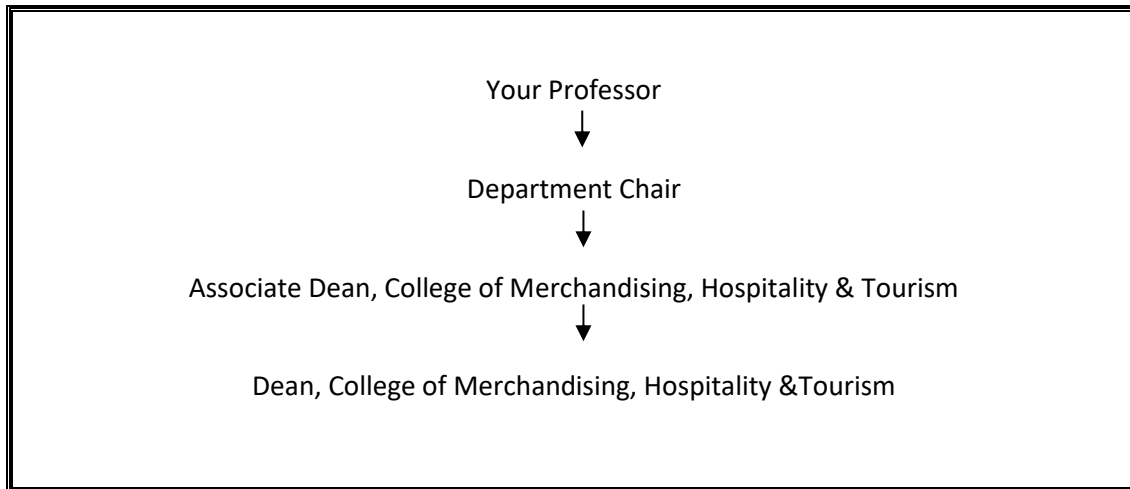 Your Professor
Department Chair
Associate Dean, College of Merchandising, Hospitality & Tourism
Dean, College of Merchandising, Hospitality &Tourism